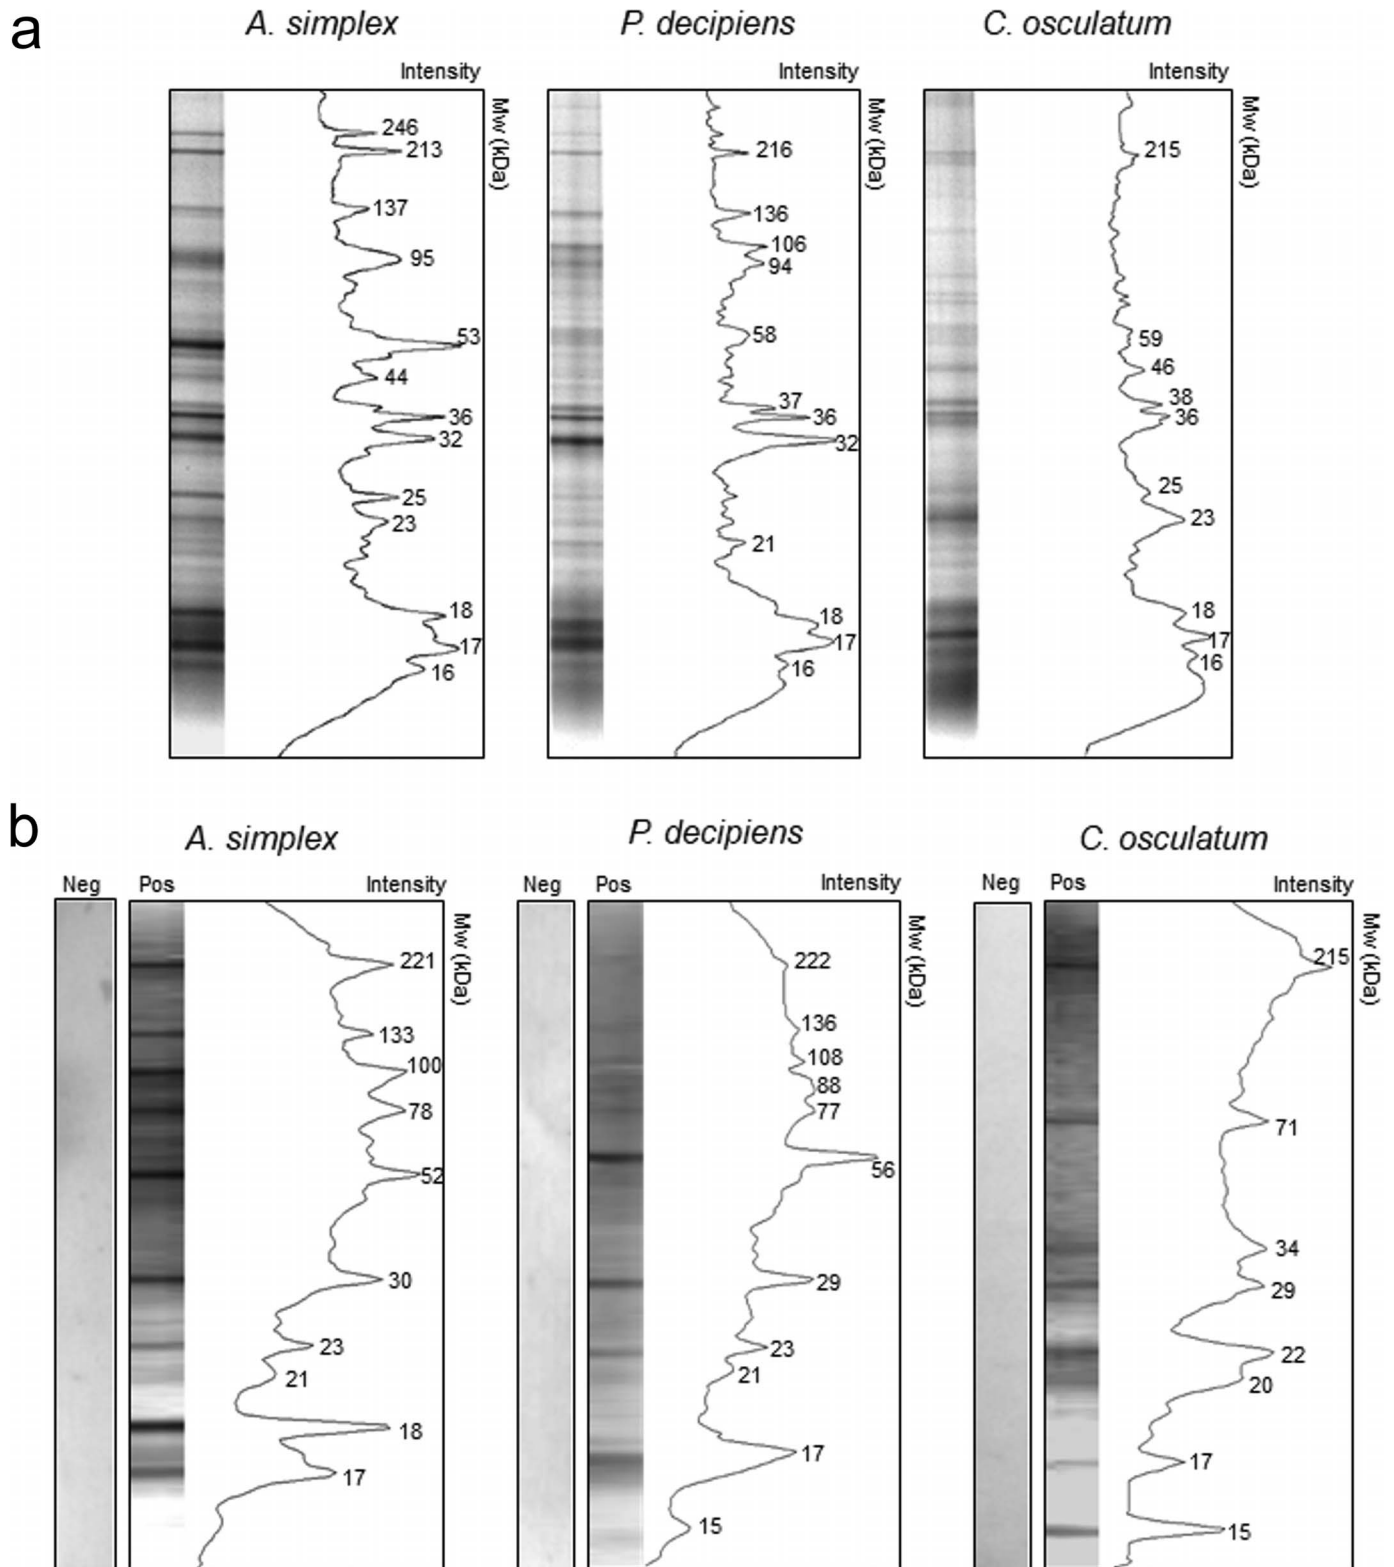 a
A. simplex
P. decipiens
C. osculatum
Intensity
Intensity
Intensity
Mw (kDa)
246
213
137
95
53
44
36
32
25
23
18
17
16
Mw (kDa)
216
136
106
94
58
37
36
32
21
18
17
16
Mw (kDa)
215
59
46
38
36
25
23
18
17
16
b
A. simplex
P. decipiens
C. osculatum
Neg
Pos
Intensity
Neg
Pos
Intensity
Neg
Pos
Intensity
Mw (kDa)
221
133
100
78
52
30
23
21
18
17
Mw (kDa)
222
136
108
88
77
56
29
23
21
17
15
Mw (kDa)
215
71
34
29
22
20
17
15